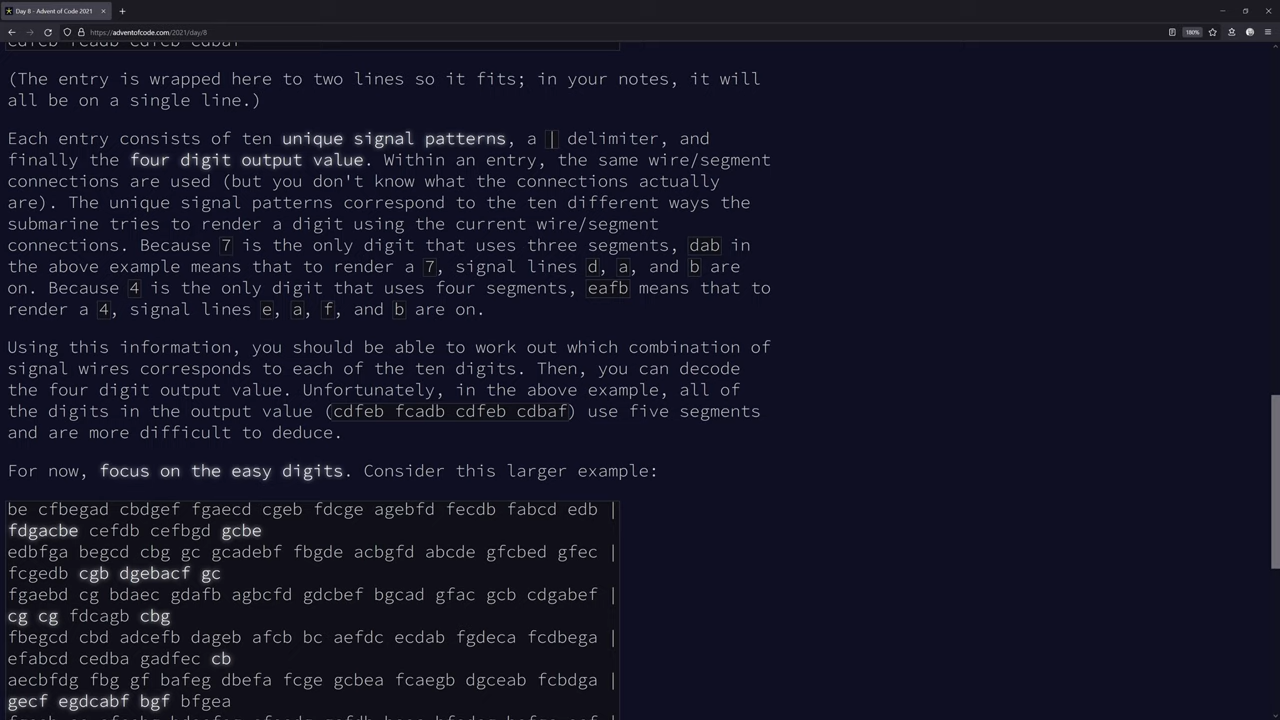 Day 8 - Advent of Code 2021
https://adventofcode.com/2021/day/8
180%
cdfeb fcadb cdfeb cdbaf
(The entry is wrapped here to two lines so it fits; in your notes, it will
all be on a single line.)
Each entry consists of ten unique signal patterns, a | delimiter, and
finally the four digit output value. Within an entry, the same wire/segment
connections are used (but you don't know what the connections actually
are). The unique signal patterns correspond to the ten different ways the
submarine tries to render a digit using the current wire/segment
connections. Because 7 is the only digit that uses three segments, dab in
the above example means that to render a 7, signal lines d, a, and b are
on. Because 4 is the only digit that uses four segments, eafb means that to
render a 4, signal lines e, a, f, and b are on.
Using this information, you should be able to work out which combination of
signal wires corresponds to each of the ten digits. Then, you can decode
the four digit output value. Unfortunately, in the above example, all of
the digits in the output value (cdfeb fcadb cdfeb cdbaf) use five segments
and are more difficult to deduce.
For now, focus on the easy digits. Consider this larger example:
be cfbegad cbdgef fgaecd cgeb fdcge agebfd fecdb fabcd edb |
fdgacbe cefdb cefbgd gcbe
edbfga begcd cbg gc gcadebf fbgde acbgfd abcde gfcbed gfec |
fcgedb cgb dgebacf gc
fgaebd cg bdaec gdafb agbcfd gdcbef bgcad gfac gcb cdgabef |
cg cg fdcagb cbg
fbegcd cbd adcefb dageb afcb bc aefdc ecdab fgdeca fcdbega |
efabcd cedba gadfec cb
aecbfdg fbg gf bafeg dbefa fcge gcbea fcaegb dgceab fcbdga |
gecf egdcabf bgf bfgea